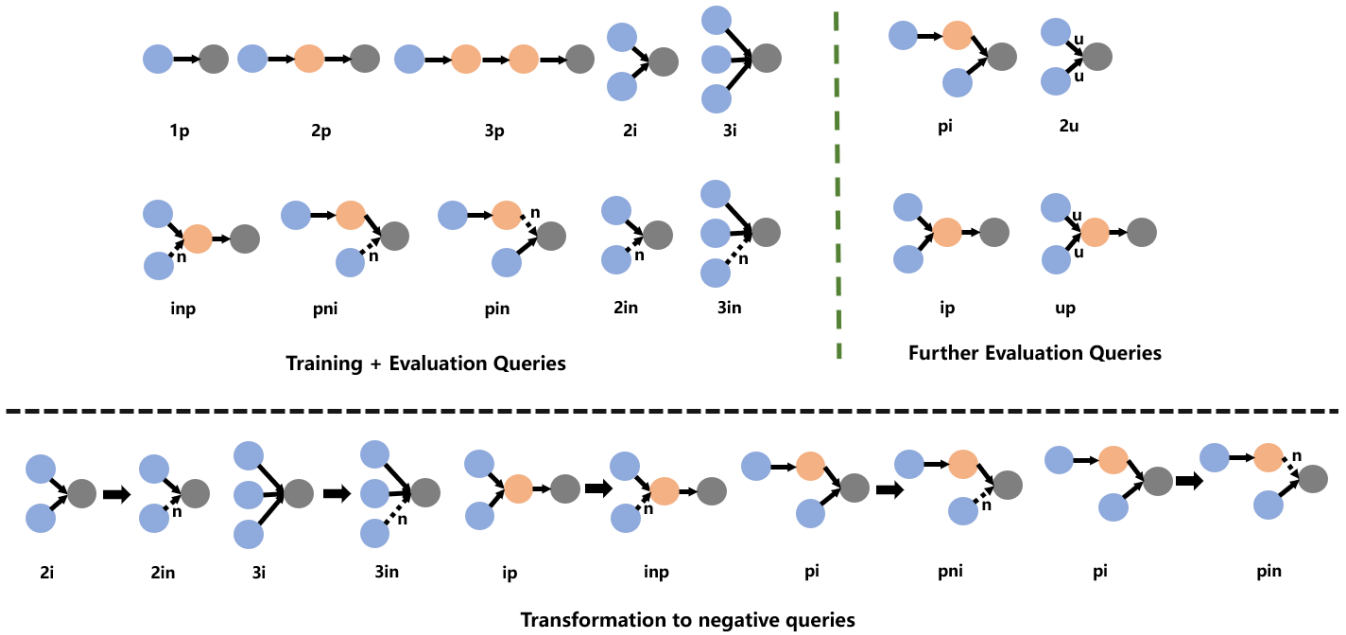 u
u
1p 2p 3p 2i 3i pi 2u
n n n n n u u
inp pni pin 2in 3in ip up
Training + Evaluation Queries
Further Evaluation Queries
n n n n n
2i 2in 3i 3in ip inp pi pni pi pin
Transformation to negative queries